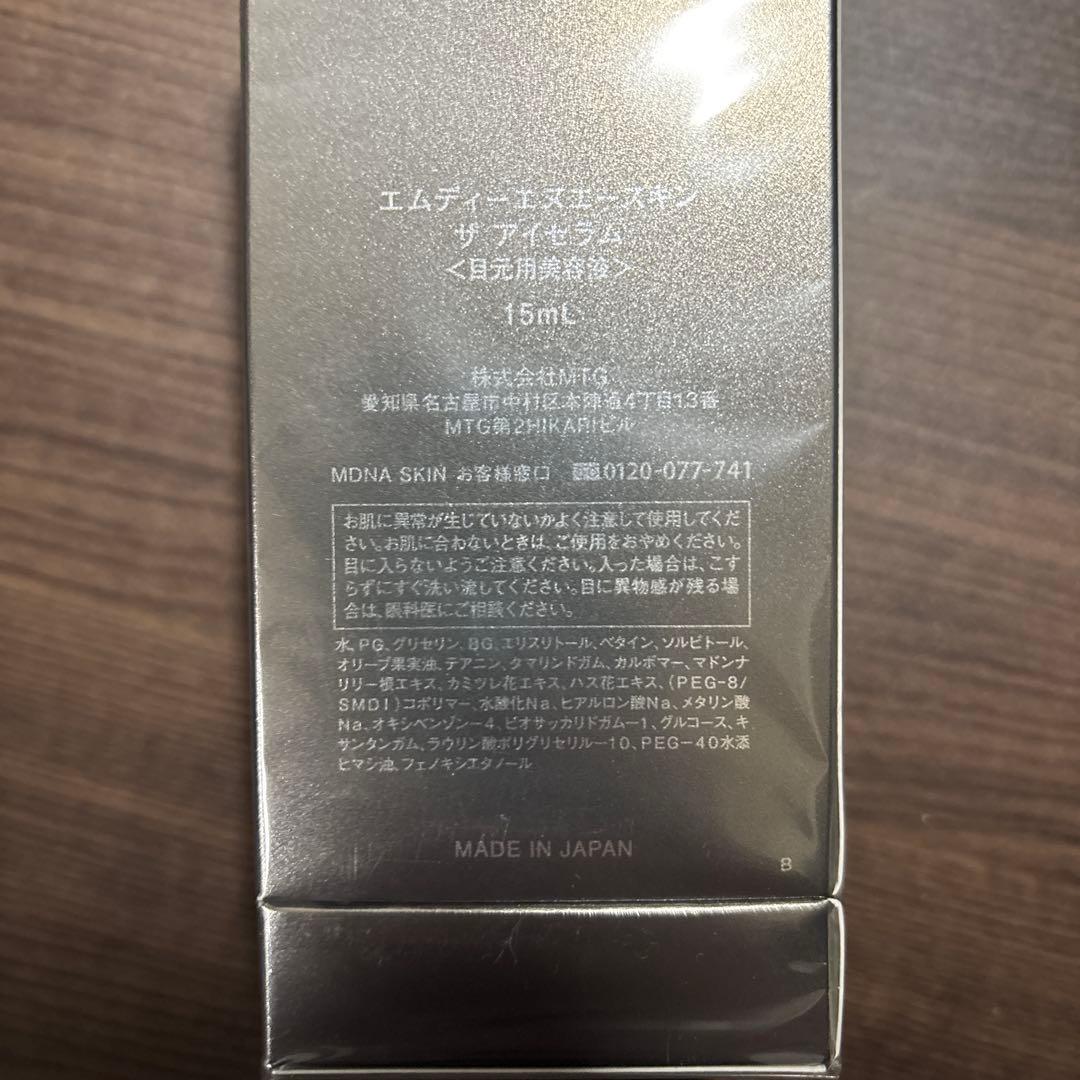 エムディーエヌエースキン
ザ アイセラム
<目元用美容液>
15mL
株式会社MTG
愛知県名古屋市中村区本陣通4丁目13番
MTG第2HIKARIビル
MDNA SKIN お客様窓口 0120-077-741
お肌に異常が生じていないかよく注意して使用してくだ
さい。お肌に合わないときは、ご使用をおやめください。
目に入らないようご注意ください。入った場合は、こす
らずにすぐ洗い流してください。目に異物感が残る場
合は、眼科医にご相談ください。
水、PG、グリセリン、BG、エリスリトール、ベタイン、ソルビトール、
オリーブ果実油、テアニン、タマリンドガム、カルボマー、マドンナ
リリー根エキス、カミツレ花エキス、ハス花エキス、(PEG-8/
SMDI)コポリマー、水酸化Na、ヒアルロン酸Na、メタリン酸
Na、オキシベンゾン-4、ビオサッカリドガム-1、グルコース、キ
サンタンガム、ラウリン酸ポリグリセリル-10、PEG-40水添
ヒマシ油、フェノキシエタノール
MADE IN JAPAN
8